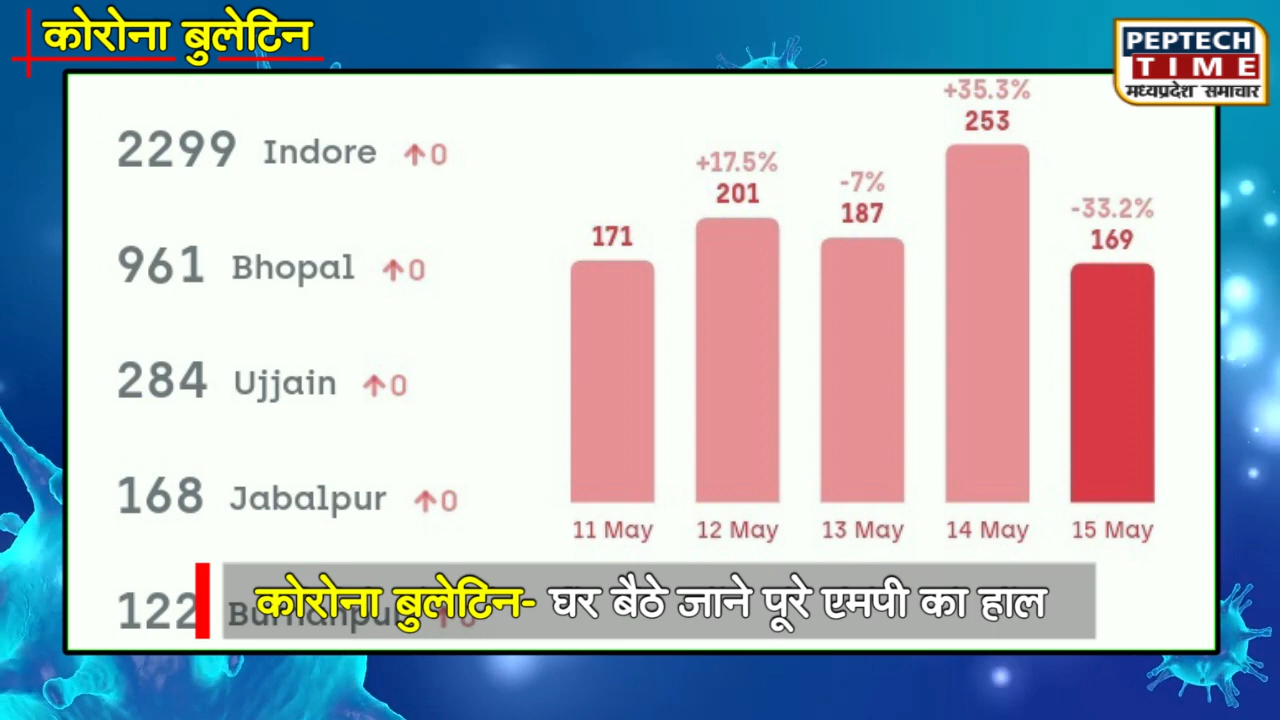 कोरोना बुलेटिन
PEPTECH
TIME
मध्यप्रदेश समाचार
2299 Indore ↑0
961 Bhopal ↑0
284 Ujjain ↑0
168 Jabalpur ↑0
122 Burhanpur ↑0
171
+17.5%
201
-7%
187
+35.3%
253
-33.2%
169
11 May 12 May 13 May 14 May 15 May
कोरोना बुलेटिन- घर बैठे जाने पूरे एमपी का हाल